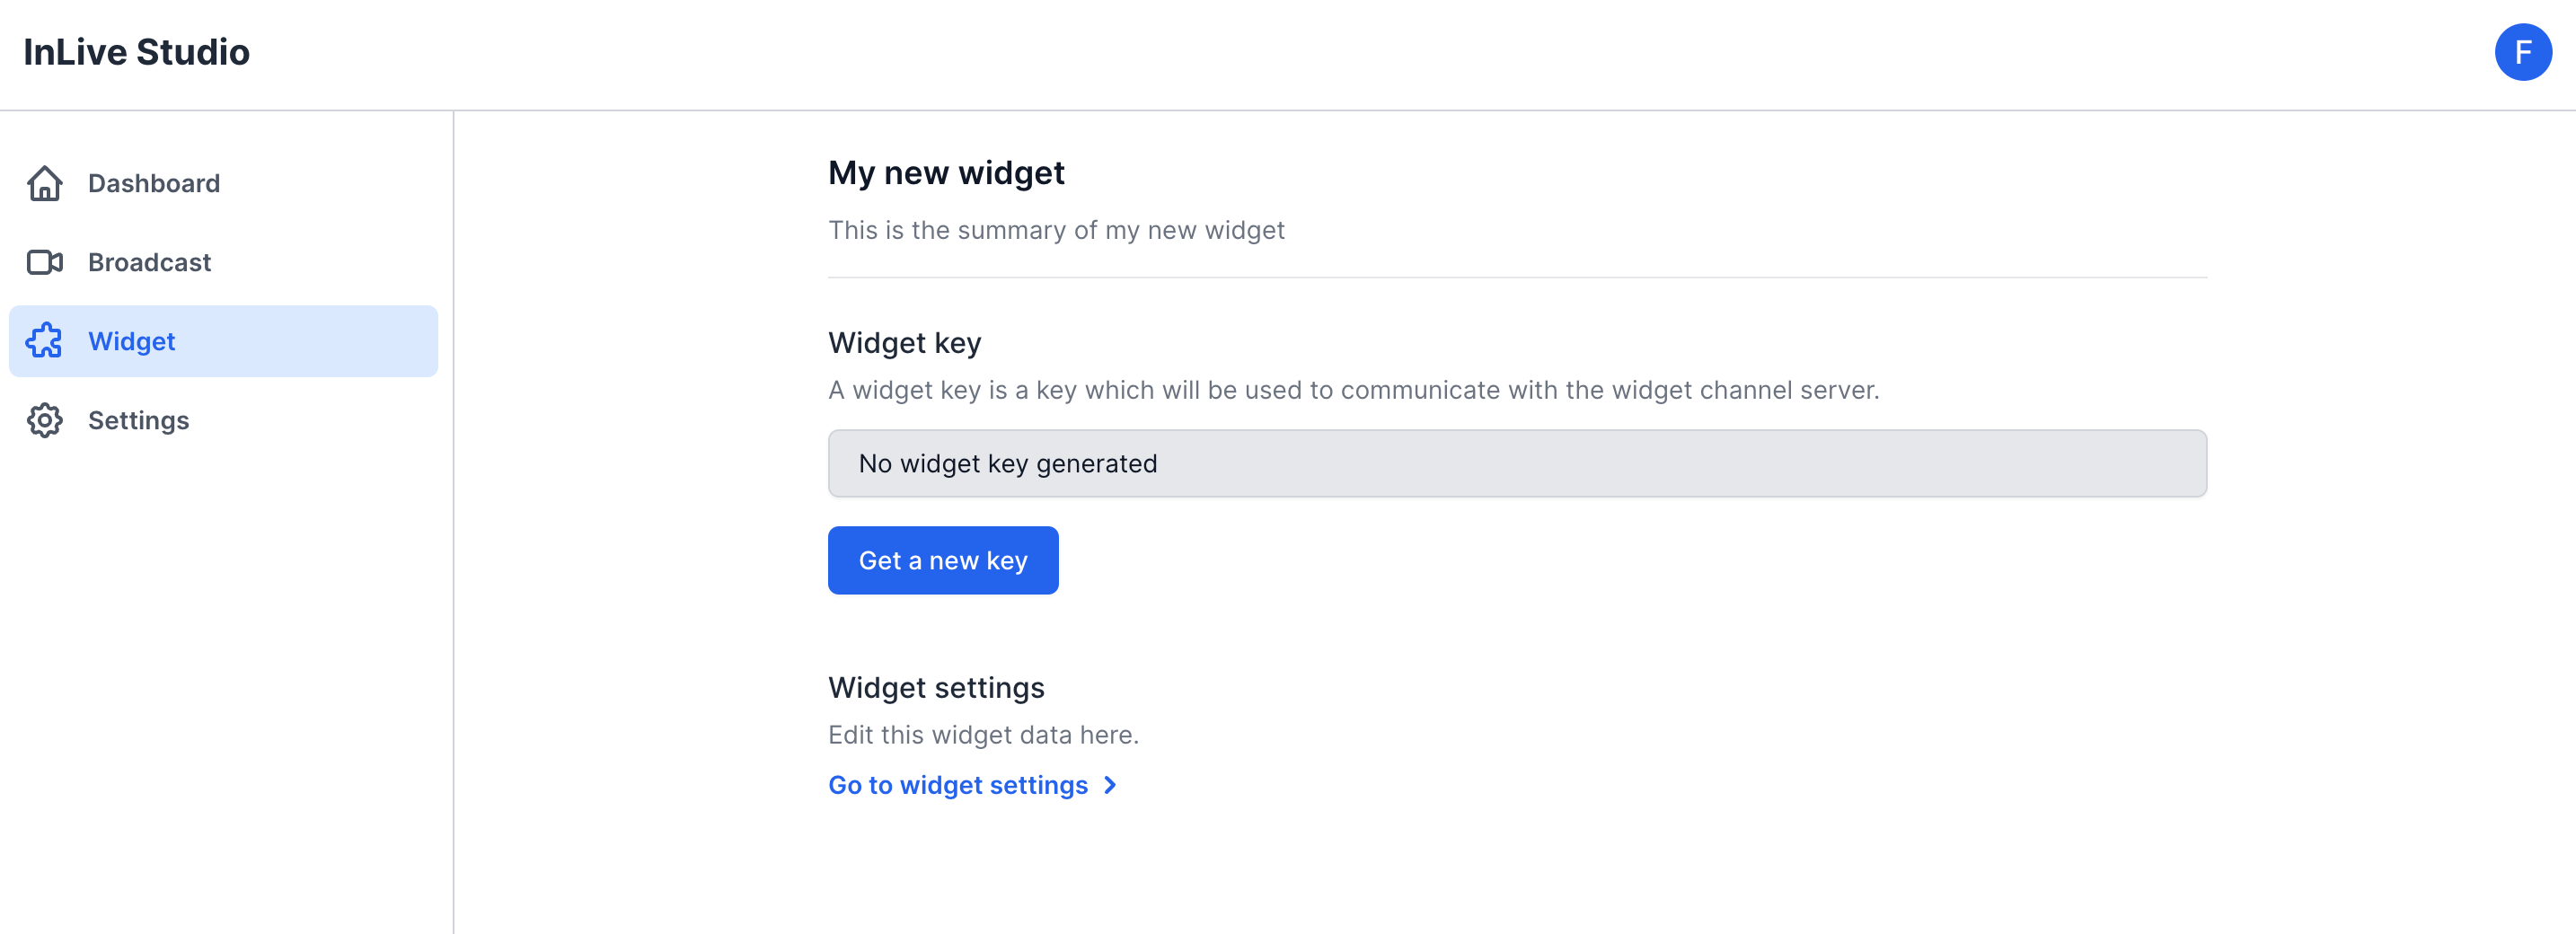 InLive Studio
F
Dashboard
Broadcast
Widget
Settings
My new widget
This is the summary of my new widget
Widget key
A widget key is a key which will be used to communicate with the widget channel server.
No widget key generated
Get a new key
Widget settings
Edit this widget data here.
Go to widget settings